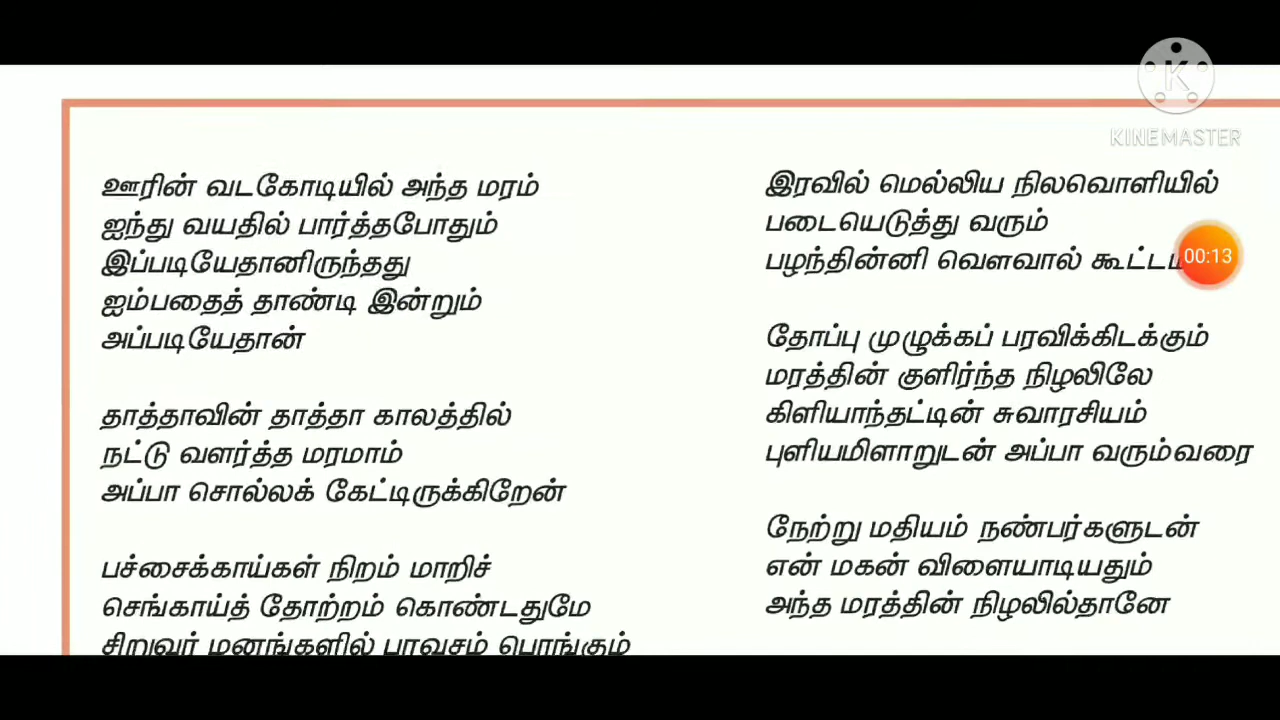 ஊரின் வடகோடியில் அந்த மரம்
ஐந்து வயதில் பார்த்தபோதும்
இப்படியேதானிருந்தது
ஐம்பதைத் தாண்டி இன்றும்
அப்படியேதான்
தாத்தாவின் தாத்தா காலத்தில்
நட்டு வளர்த்த மரமாம்
அப்பா சொல்லக் கேட்டிருக்கிறேன்
பச்சைக்காய்கள் நிறம் மாறிச்
செங்காய்த் தோற்றம் கொண்டதுமே
சிறுவர் மனங்களில் பரவசம் பொங்கும்
இரவில் மெல்லிய நிலவொளியில்
படையெடுத்து வரும்
பழந்தின்னி வௌவால் கூட்டம்
தோப்பு முழுக்கப் பரவிக்கிடக்கும்
மரத்தின் குளிர்ந்த நிழலிலே
கிளியாந்தட்டின் சுவாரசியம்
புளியமிளாறுடன் அப்பா வரும்வரை
நேற்று மதியம் நண்பர்களுடன்
என் மகன் விளையாடியதும்
அந்த மரத்தின் நிழலில்தானே
KINEMASTER
00:13